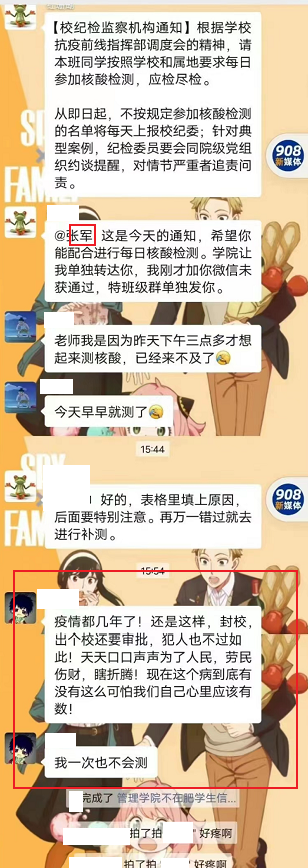 【校纪检监察机构通知】根据学校
抗疫前线指挥部调度会的精神，请
本班同学按照学校和属地要求每日
参加核酸检测，应检尽检。
从即日起，不按规定参加核酸检测
的名单将每天上报校纪委；针对典
型案例，纪检委员要会同院级党组
织约谈提醒，对情节严重者追责问
责。
908
新媒体
@张军 这是今天的通知，希望你
能配合进行每日核酸检测。学院让
我单独转达你，我刚才加你微信未
获通过，特班级群单独发你。
老师我是因为昨天下午三点多才想
起来测核酸，已经来不及了
今天早早就测了
15:44
SPY
FAM
908
新媒体
好的，表格里填上原因，
后面要特别注意。再万一错过就去
进行补测。
15:54
疫情都几年了！还是这样，封校，
出个校还要审批，犯人也不过如
此！天天口口声声为了人民，劳民
伤财，瞎折腾！现在这个病到底有
没有这么可怕我们自己心里应该有
数！
我一次也不会测
完成了 管理学院不在肥学生信...
拍了拍 " 好疼啊
拍了拍 " 好疼啊